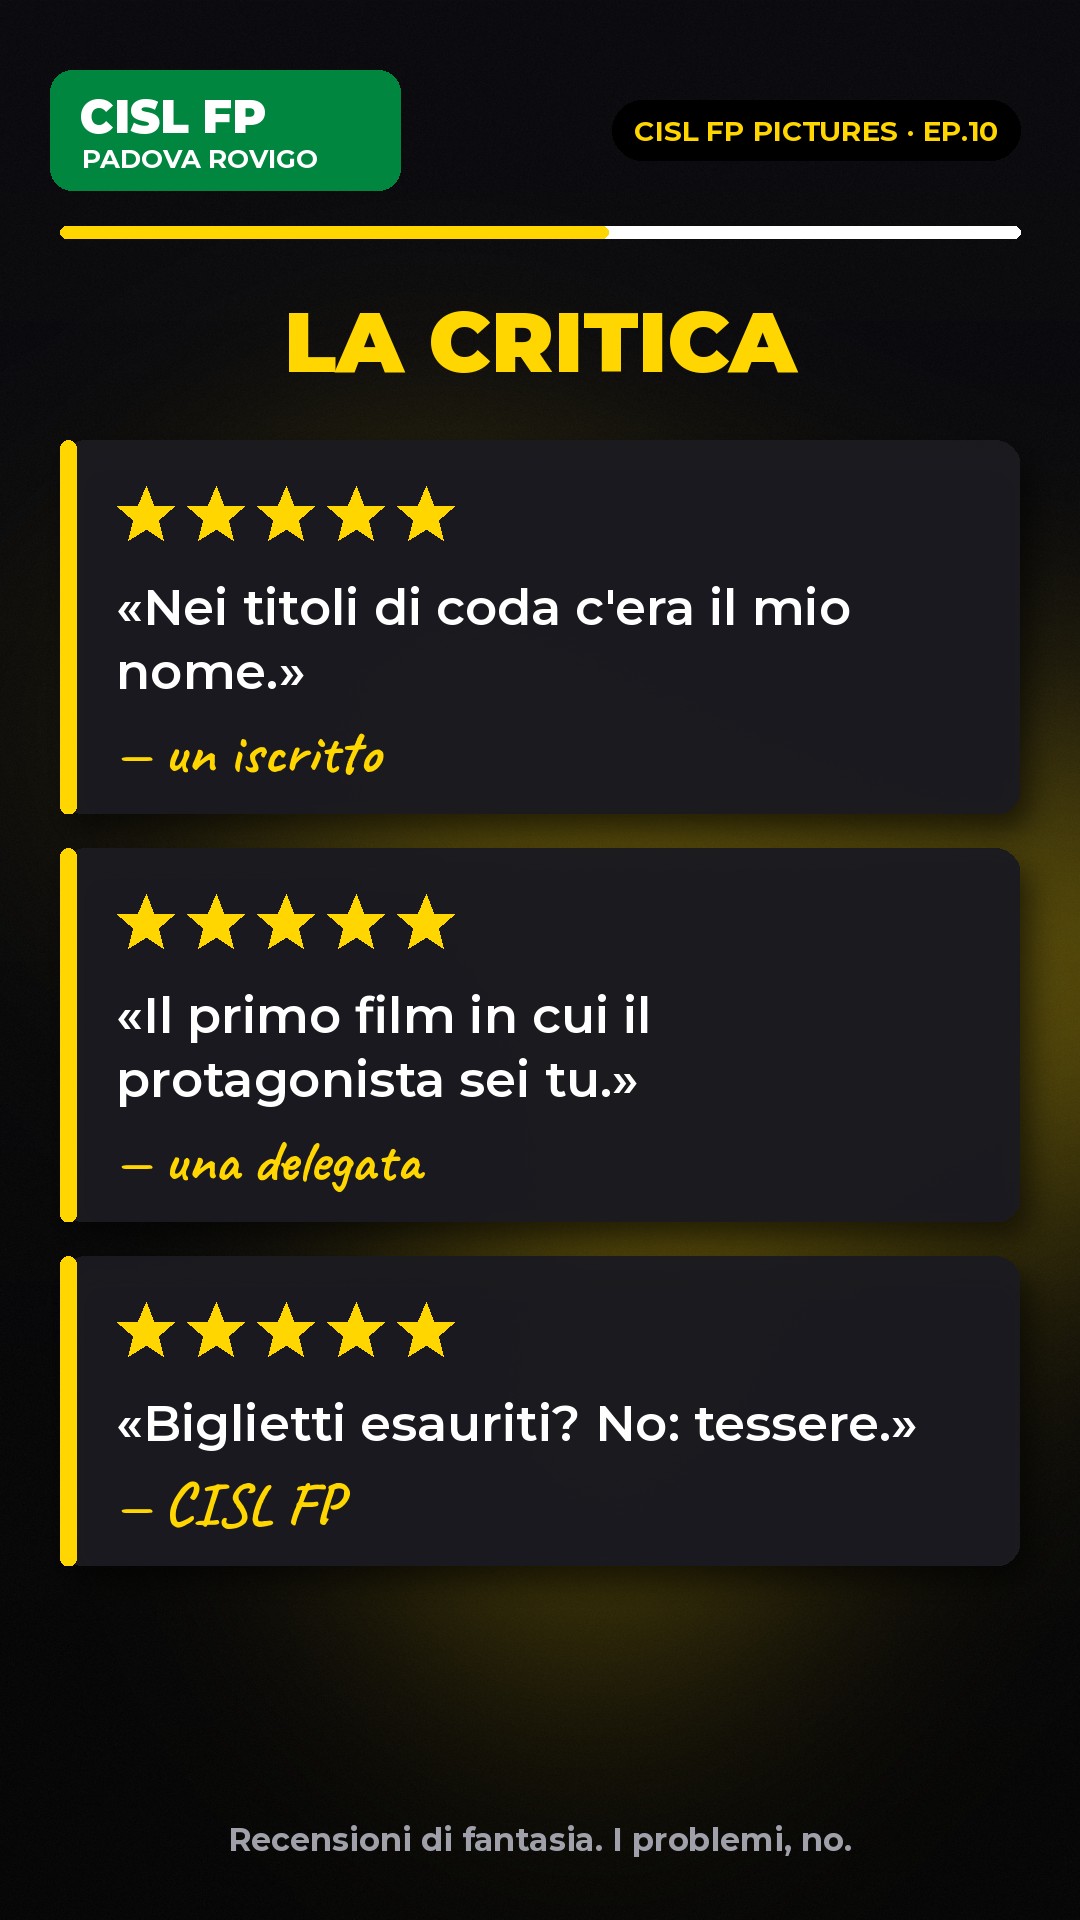 CISL FP
PADOVA ROVIGO
CISL FP PICTURES · EP.10
LA CRITICA
«Nei titoli di coda c'era il mio
nome.»
— un iscritto
«Il primo film in cui il
protagonista sei tu.»
— una delegata
«Biglietti esauriti? No: tessere.»
— CISL FP
Recensioni di fantasia. I problemi, no.